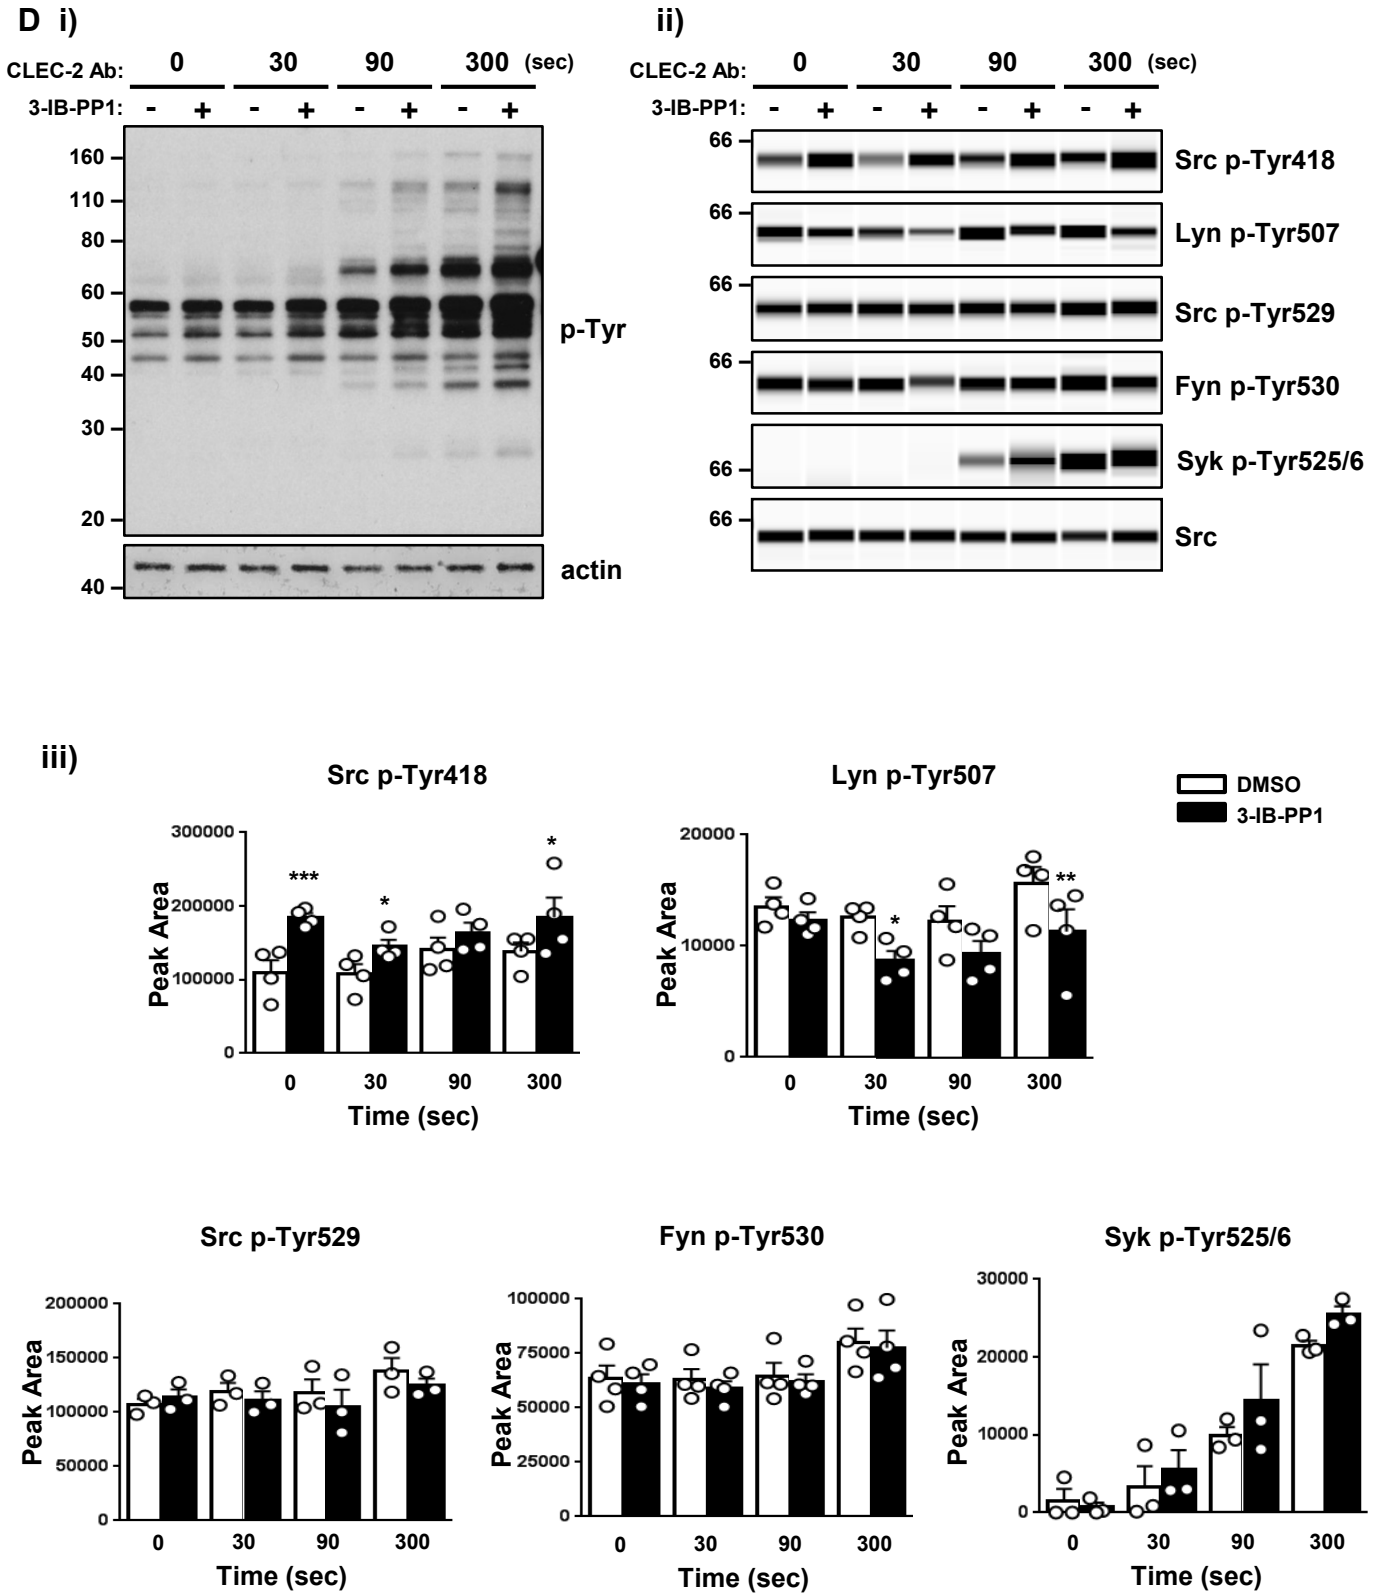 D i)
CLEC-2 Ab: 0 30 90 300 (sec)
3-IB-PP1: - + - + - + - +
160
110
80
60
50
40
30
20
p-Tyr
40
actin
ii)
CLEC-2 Ab: 0 30 90 300 (sec)
3-IB-PP1: - + - + - + - +
66 Src p-Tyr418
66 Lyn p-Tyr507
66 Src p-Tyr529
66 Fyn p-Tyr530
66 Syk p-Tyr525/6
66 Src
iii)
Src p-Tyr418
Peak Area
300000
200000
100000
0
*** * *
0 30 90 300
Time (sec)
Lyn p-Tyr507
Peak Area
20000
10000
0
* **
0 30 90 300
Time (sec)
DMSO
3-IB-PP1
Src p-Tyr529
Peak Area
200000
150000
100000
50000
0
0 30 90 300
Time (sec)
Fyn p-Tyr530
Peak Area
100000
75000
50000
25000
0
0 30 90 300
Time (sec)
Syk p-Tyr525/6
Peak Area
30000
20000
10000
0
0 30 90 300
Time (sec)